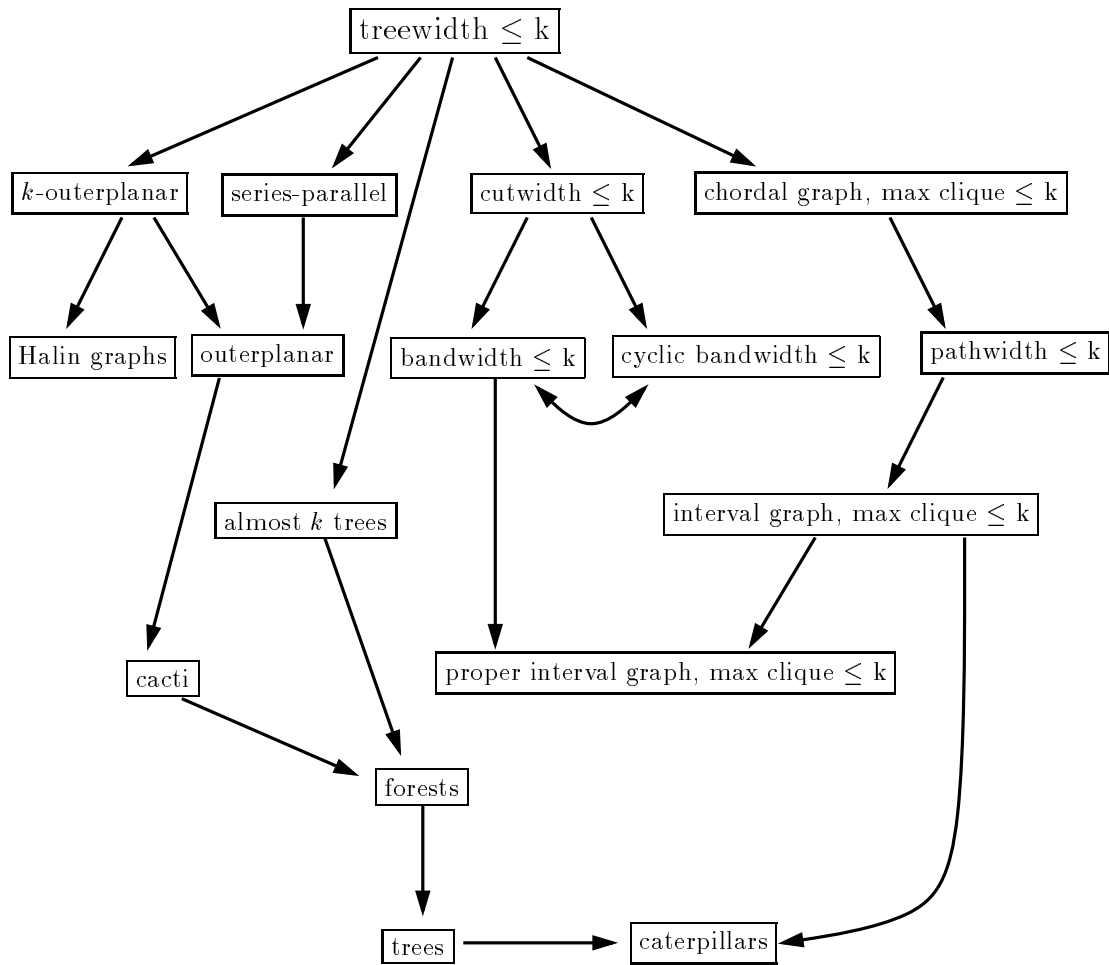 treewidth ≤ k
k-outerplanar
series-parallel
cutwidth ≤ k
chordal graph, max clique ≤ k
Halin graphs
outerplanar
bandwidth ≤ k
cyclic bandwidth ≤ k
pathwidth ≤ k
almost k trees
interval graph, max clique ≤ k
cacti
proper interval graph, max clique ≤ k
forests
trees
caterpillars